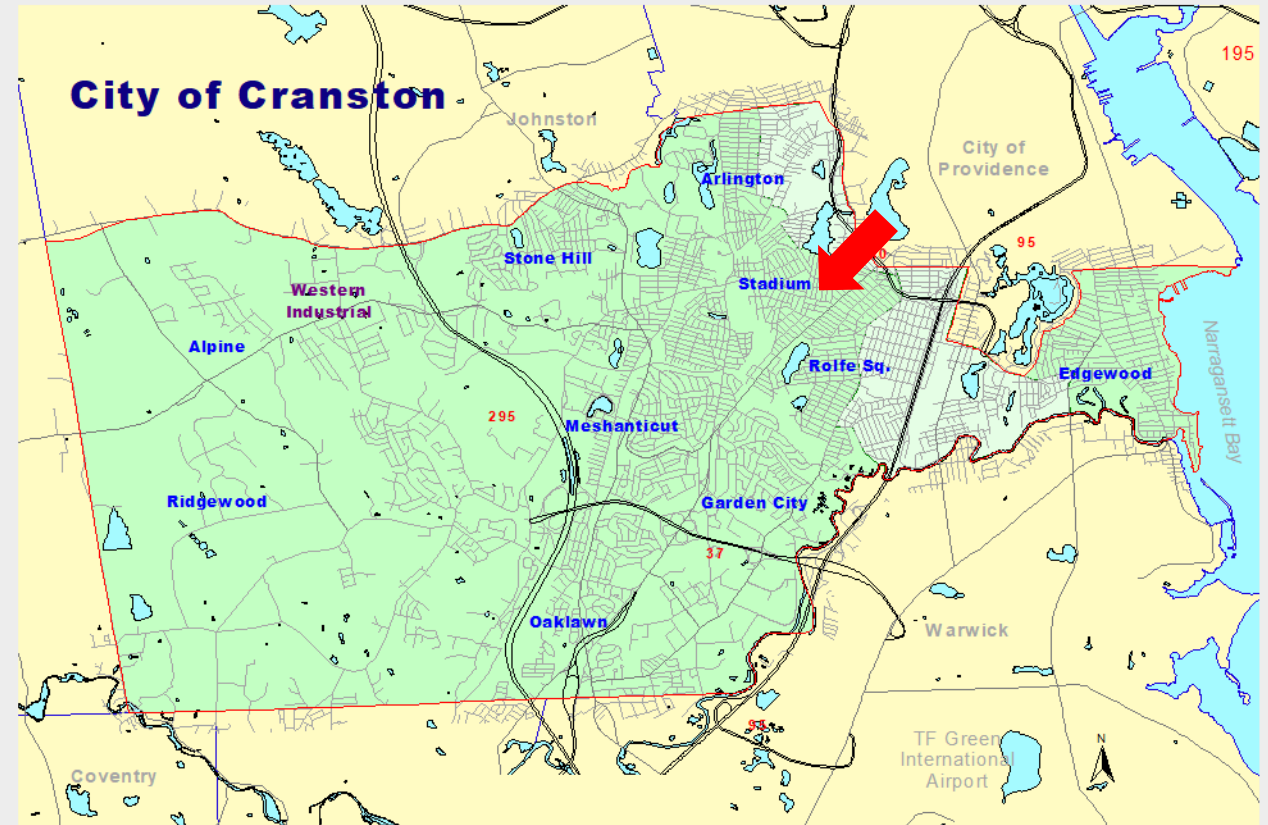 195
City of Cranston
Johnston
City of
Providence
Arlington
95
Stone Hill
Stadium
Western
Industrial
Alpine
Rolfe Sq.
Edgewood
Narragansett Bay
295
Meshanticut
Ridgewood
Garden City
37
Oaklawn
Warwick
95
TF Green
International
Airport
N
Coventry